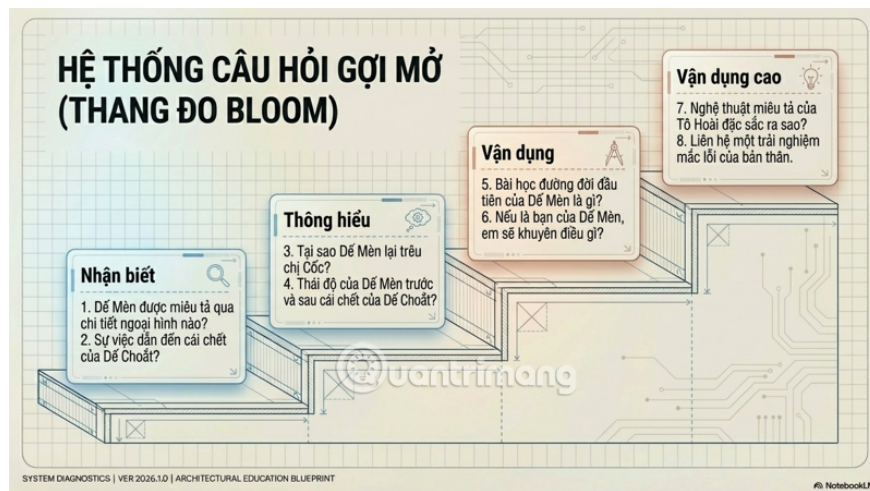 HỆ THỐNG CÂU HỎI GỢI MỞ
(THANG ĐO BLOOM)
Nhận biết
1. Dế Mèn được miêu tả qua
chi tiết ngoại hình nào?
2. Sự việc dẫn đến cái chết
của Dế Choắt?
Thông hiểu
3. Tại sao Dế Mèn lại trêu
chị Cốc?
4. Thái độ của Dế Mèn trước
và sau cái chết của Dế Choắt?
Vận dụng
5. Bài học đường đời đầu
tiên của Dế Mèn là gì?
6. Nếu là bạn của Dế Mèn,
em sẽ khuyên điều gì?
Vận dụng cao
7. Nghệ thuật miêu tả của
Tô Hoài đặc sắc ra sao?
8. Liên hệ một trải nghiệm
mắc lỗi của bản thân.
Quantrimang
SYSTEM DIAGNOSTICS | VER 2026.1.0 | ARCHITECTURAL EDUCATION BLUEPRINT
NotebookLM